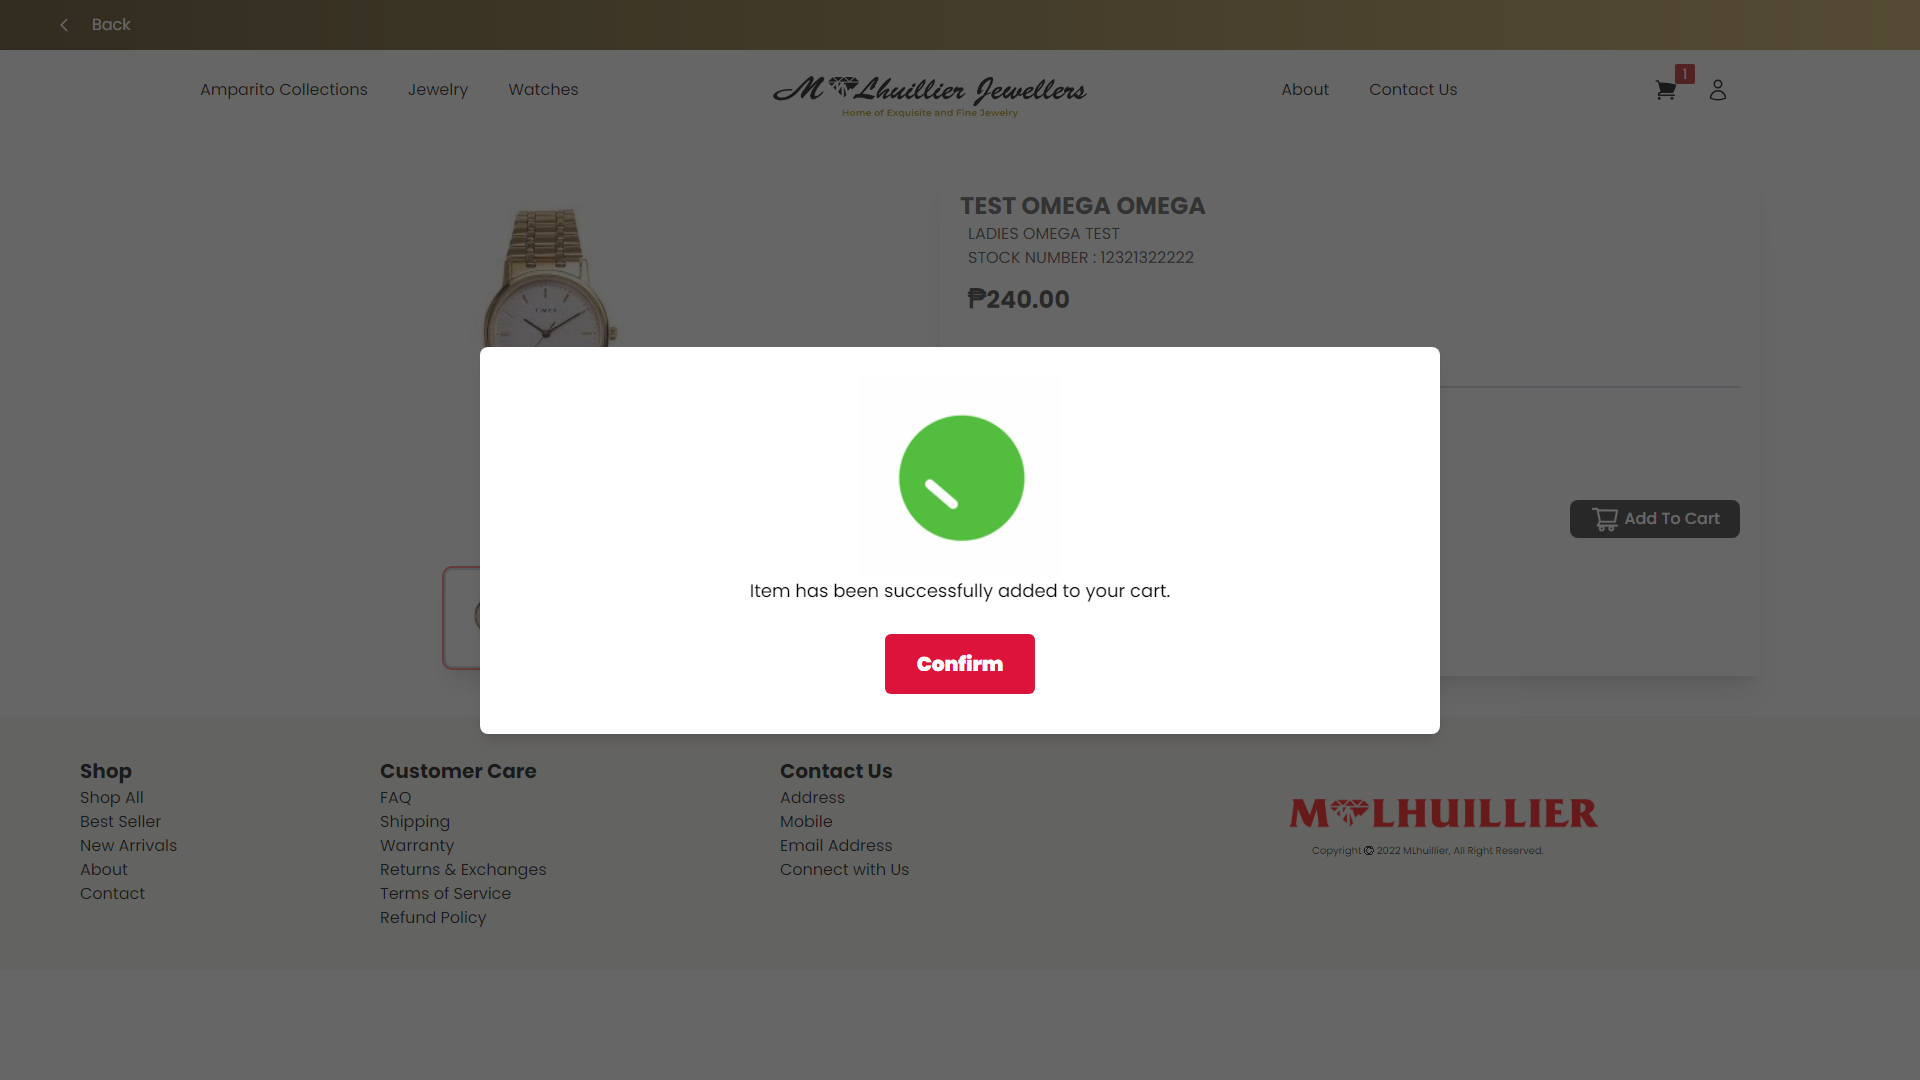 Back
Amparito Collections
Jewelry
Watches
M Lhuillier Jewellers
Home of Exquisite and Fine Jewelry
About
Contact Us
1
TIMEX
TEST OMEGA OMEGA
LADIES OMEGA TEST
STOCK NUMBER : 12321322222
₱240.00
Add To Cart
Item has been successfully added to your cart.
Confirm
Shop
Shop All
Best Seller
New Arrivals
About
Contact
Customer Care
FAQ
Shipping
Warranty
Returns & Exchanges
Terms of Service
Refund Policy
Contact Us
Address
Mobile
Email Address
Connect with Us
M LHUILLIER
Copyright © 2022 MLhuillier, All Right Reserved.